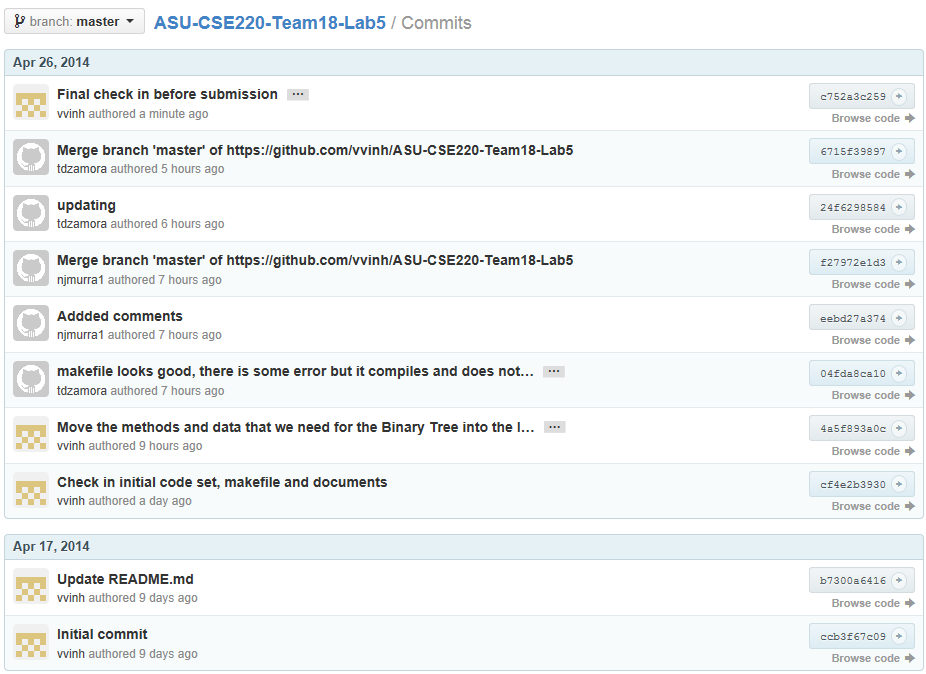 branch: master ASU-CSE220-Team18-Lab5 / Commits
Apr 26, 2014
Final check in before submission ...
c752a3c259 +
vvinh authored a minute ago
Browse code
Merge branch 'master' of https://github.com/vvinh/ASU-CSE220-Team18-Lab5
6715f39897 +
tdzamora authored 5 hours ago
Browse code
updating
24f6298584 +
tdzamora authored 6 hours ago
Browse code
Merge branch 'master' of https://github.com/vvinh/ASU-CSE220-Team18-Lab5
f27972e1d3 +
njmurra1 authored 7 hours ago
Browse code
Addded comments
eebd27a374 +
njmurra1 authored 7 hours ago
Browse code
makefile looks good, there is some error but it compiles and does not… ...
04fda8ca10 +
tdzamora authored 7 hours ago
Browse code
Move the methods and data that we need for the Binary Tree into the l… ...
4a5f893a0c +
vvinh authored 9 hours ago
Browse code
Check in initial code set, makefile and documents
cf4e2b3930 +
vvinh authored a day ago
Browse code
Apr 17, 2014
Update README.md
b7300a6416 +
vvinh authored 9 days ago
Browse code
Initial commit
ccb3f67c09 +
vvinh authored 9 days ago
Browse code